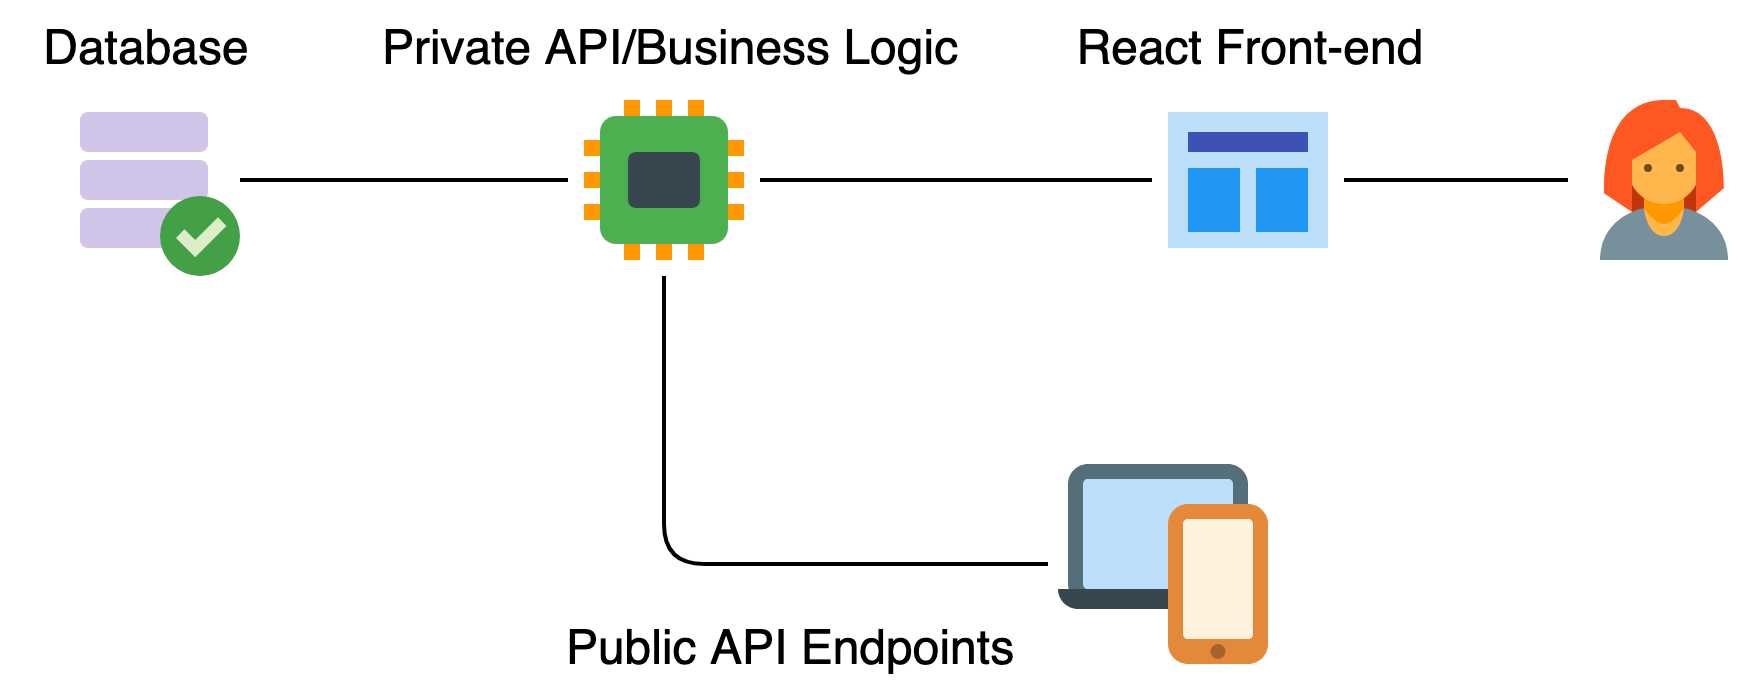 Database
Private API/Business Logic
React Front-end
Public API Endpoints